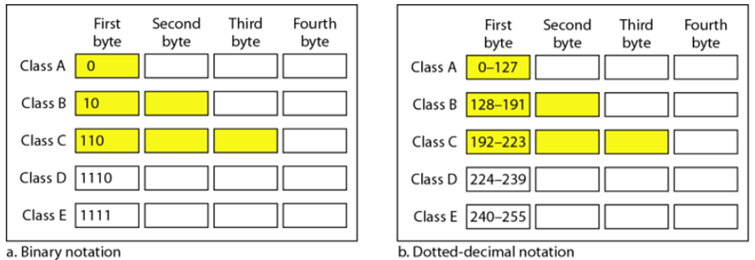 First Second Third Fourth
byte byte byte byte
Class A 0
Class B 10
Class C 110
Class D 1110
Class E 1111
a. Binary notation
First Second Third Fourth
byte byte byte byte
Class A 0–127
Class B 128–191
Class C 192–223
Class D 224–239
Class E 240–255
b. Dotted-decimal notation